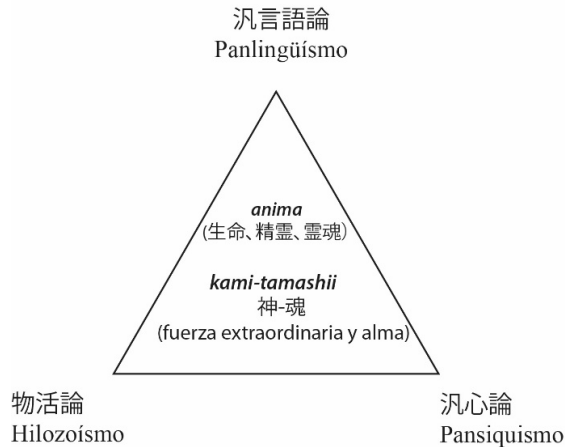 汎言語論
Panlingüísmo
anima
(生命、精霊、霊魂)
kami-tamashii
神-魂
(fuerza extraordinaria y alma)
物活論
Hilozoísmo
汎心論
Pansiquismo